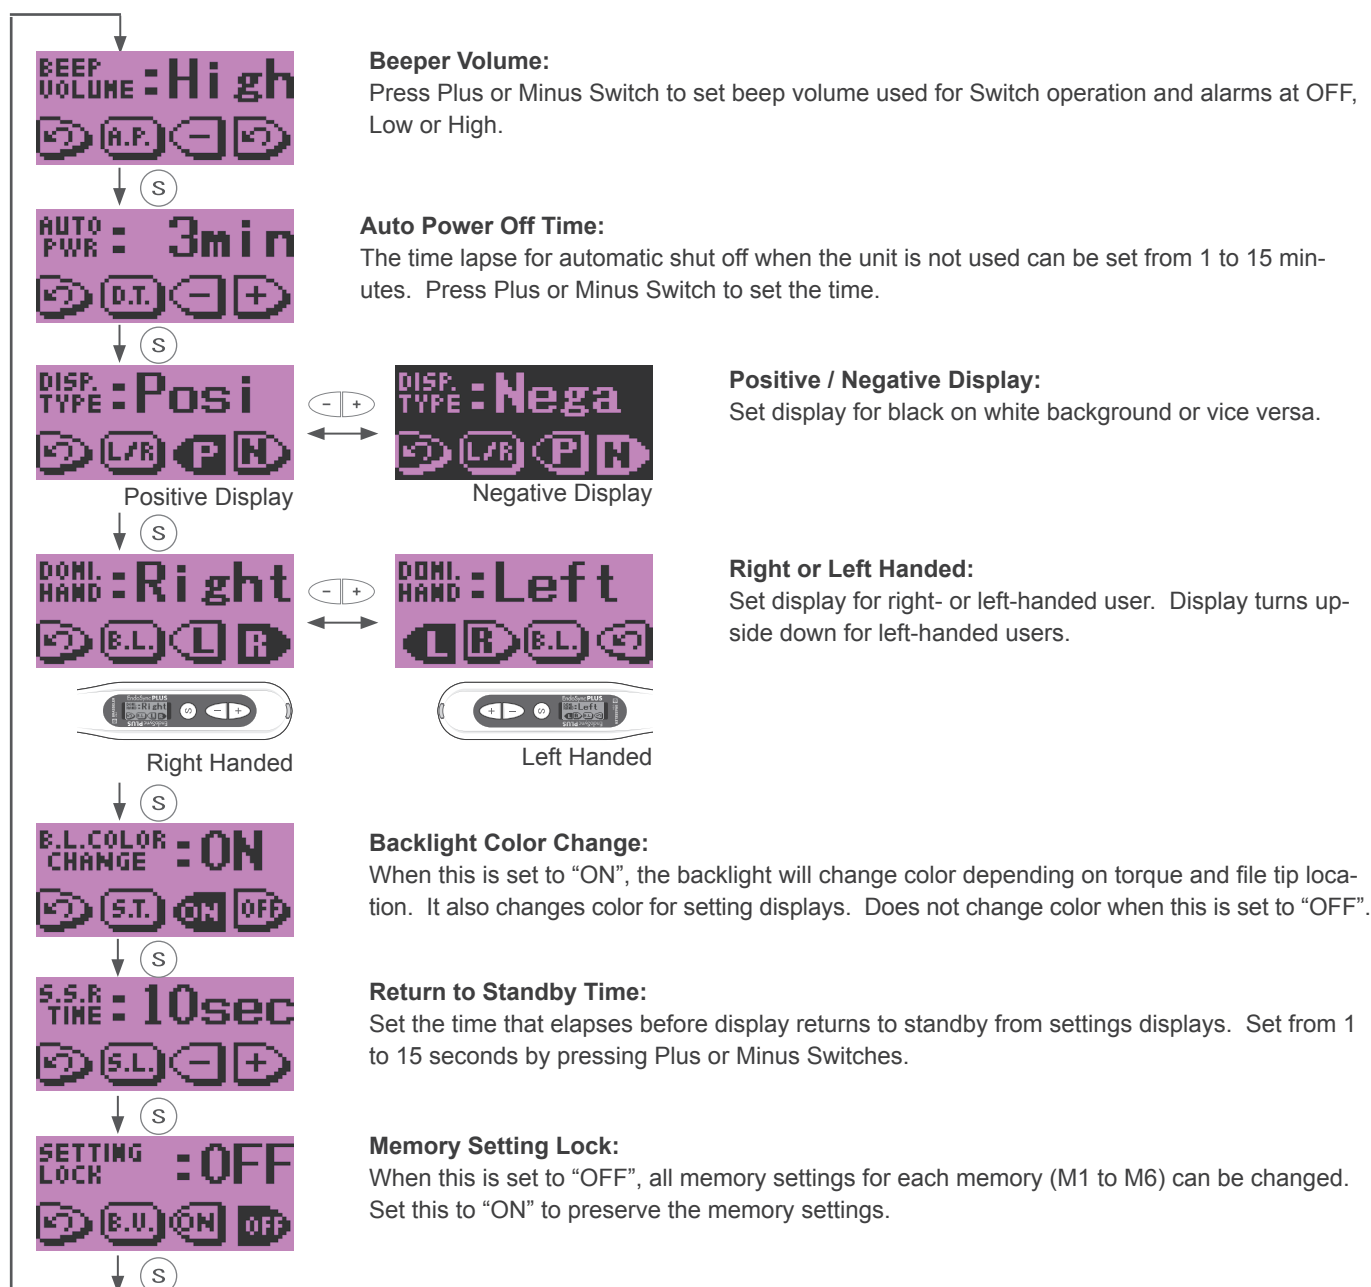 BEEP VOLUME :High
A.P. −
Beeper Volume:
Press Plus or Minus Switch to set beep volume used for Switch operation and alarms at OFF,
Low or High.
S
AUTO PWR : 3min
D.T. − +
Auto Power Off Time:
The time lapse for automatic shut off when the unit is not used can be set from 1 to 15 min-
utes. Press Plus or Minus Switch to set the time.
S
DISP. TYPE :Posi
L/R P N
Positive Display
- +
DISP. TYPE :Nega
L/R P N
Negative Display
Positive / Negative Display:
Set display for black on white background or vice versa.
S
DOMI. HAND :Right
B.L. L R
- +
DOMI. HAND :Left
L R B.L.
Right or Left Handed:
Set display for right- or left-handed user. Display turns up-
side down for left-handed users.
EndoSync PLUS
:Right
S - +
EndoSync PLUS
Right Handed
EndoSync PLUS
+ - S
:Left
EndoSync PLUS
Left Handed
S
B.L.COLOR CHANGE :ON
S.T. ON OFF
Backlight Color Change:
When this is set to “ON”, the backlight will change color depending on torque and file tip loca-
tion. It also changes color for setting displays. Does not change color when this is set to “OFF”.
S
S.S.R TIME :10sec
S.L. − +
Return to Standby Time:
Set the time that elapses before display returns to standby from settings displays. Set from 1
to 15 seconds by pressing Plus or Minus Switches.
S
SETTING LOCK :OFF
B.V. ON OFF
Memory Setting Lock:
When this is set to “OFF”, all memory settings for each memory (M1 to M6) can be changed.
Set this to “ON” to preserve the memory settings.
S